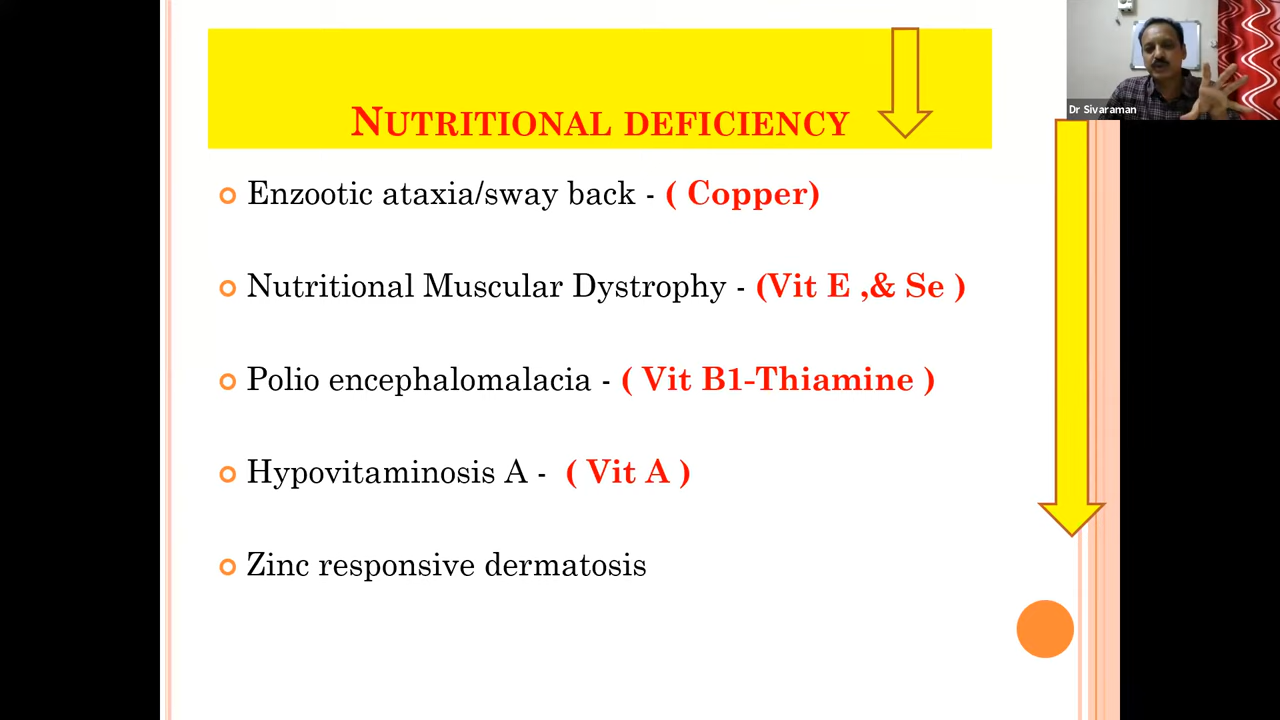 NUTRITIONAL DEFICIENCY
Enzootic ataxia/sway back - ( Copper)
Nutritional Muscular Dystrophy - (Vit E ,& Se )
Polio encephalomalacia - ( Vit B1-Thiamine )
Hypovitaminosis A - ( Vit A )
Zinc responsive dermatosis
Dr Sivaraman